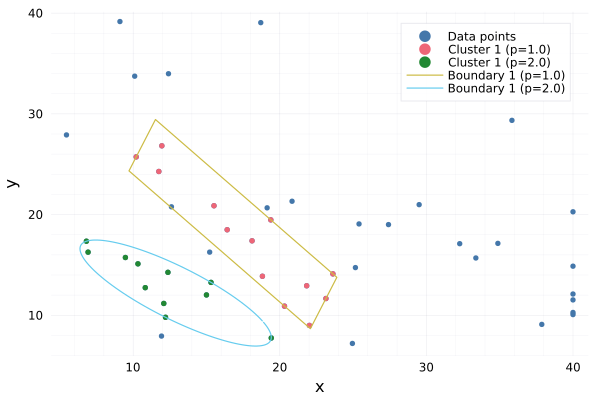 40
30
20
10
y
10
20
30
40
x
Data points
Cluster 1 (p=1.0)
Cluster 1 (p=2.0)
Boundary 1 (p=1.0)
Boundary 1 (p=2.0)